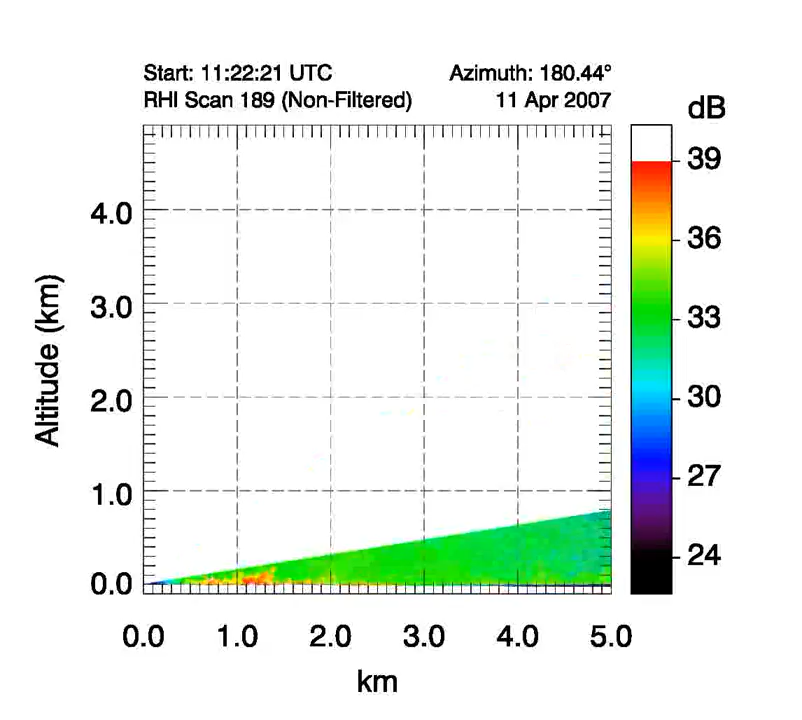 Start: 11:22:21 UTC
Azimuth: 180.44°
RHI Scan 189 (Non-Filtered)
11 Apr 2007
dB
39
36
33
30
27
24
Altitude (km)
4.0
3.0
2.0
1.0
0.0
0.0 1.0 2.0 3.0 4.0 5.0
km